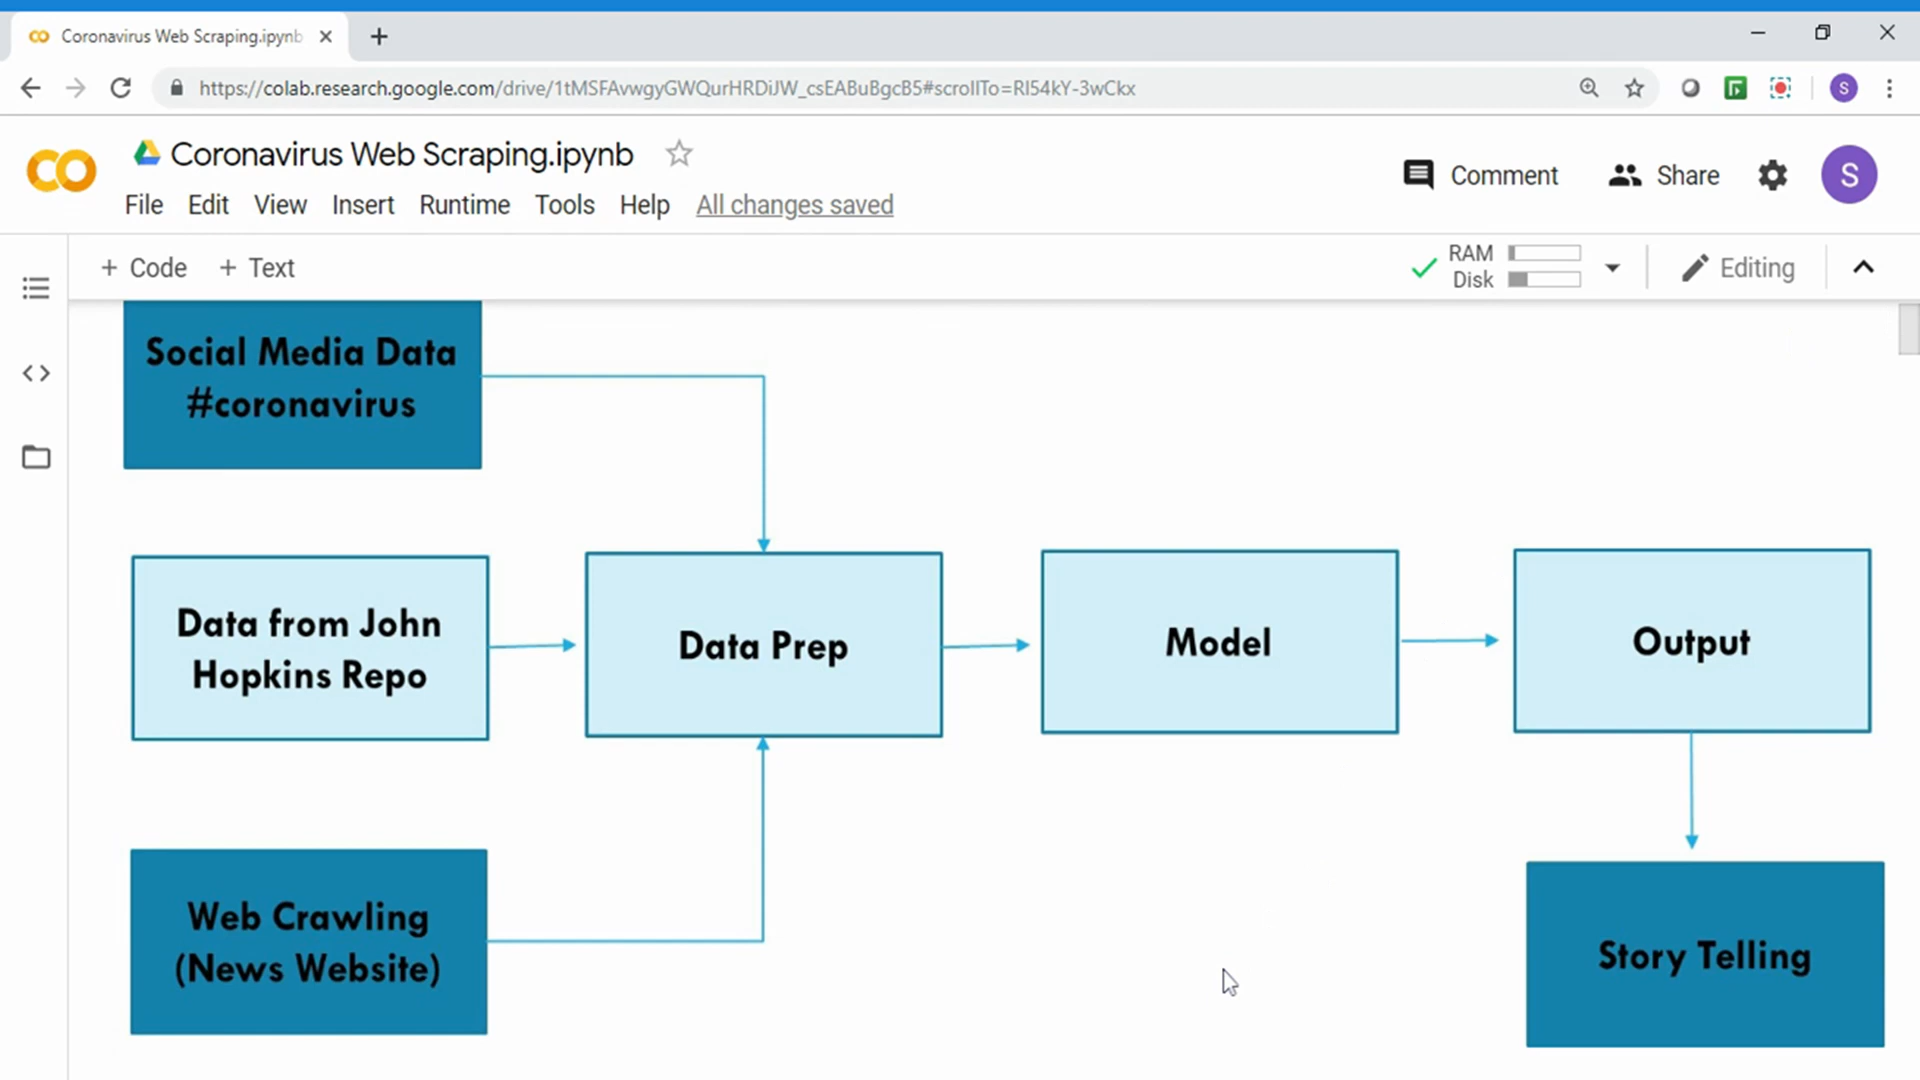 Coronavirus Web Scraping.ipynb
https://colab.research.google.com/drive/1tMSFAvwgyGWQurHRDiJW_csEABuBgcB5#scrollTo=RI54kY-3wCkx
S
Coronavirus Web Scraping.ipynb
Comment
Share
S
File Edit View Insert Runtime Tools Help All changes saved
+ Code + Text
RAM
Disk
Editing
Social Media Data
#coronavirus
Data from John
Hopkins Repo
Data Prep
Model
Output
Web Crawling
(News Website)
Story Telling